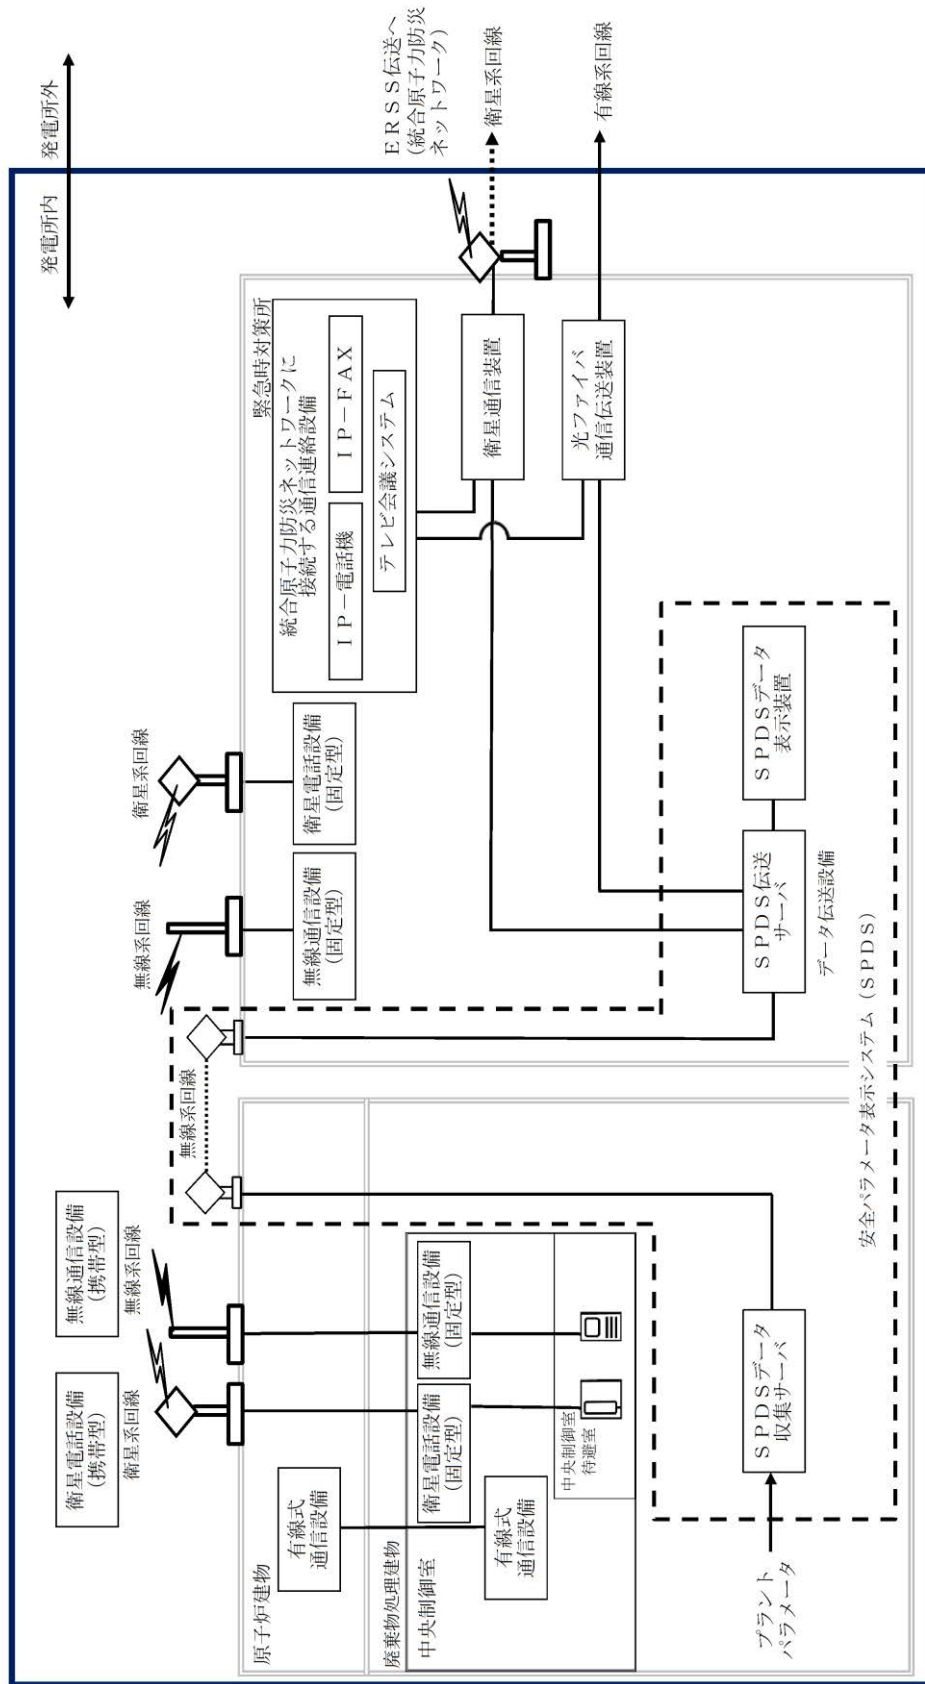 発電所内
発電所外
衛星電話設備
(携帯型)
衛星系回線
無線通信設備
(携帯型)
無線系回線
無線系回線
無線系回線
衛星系回線
原子炉建物
有線式
通信設備
廃棄物処理建物
中央制御室
有線式
通信設備
衛星電話設備
(固定型)
無線通信設備
(固定型)
中央制御室
待避室
プラント
パラメータ
SPDSデータ
収集サーバ
無線通信設備
(固定型)
衛星電話設備
(固定型)
緊急時対策所
統合原子力防災ネットワークに
接続する通信連絡設備
IP-電話機
IP-FAX
テレビ会議システム
衛星通信装置
光ファイバ
通信伝送装置
ERSS伝送へ
(統合原子力防災
ネットワーク)
衛星系回線
有線系回線
SPDS伝送
サーバ
データ伝送設備
SPDSデータ
表示装置
安全パラメータ表示システム(SPDS)